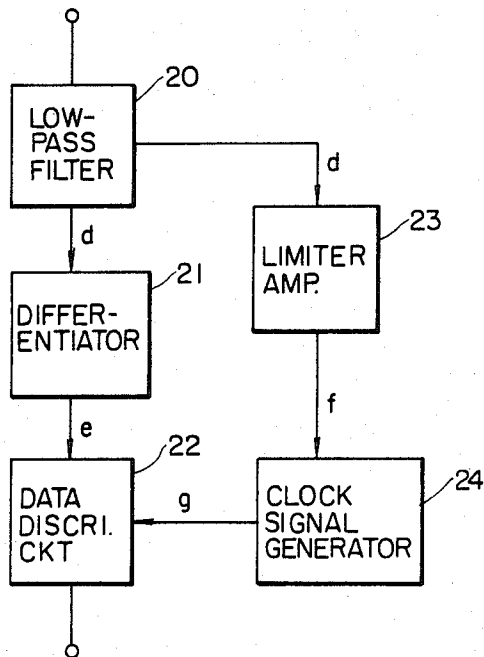 20
LOW-
PASS
FILTER
d
d
23
LIMITER
AMP.
21
DIFFER-
ENTIATOR
e
f
22
DATA
DISCRI.
CKT
g
24
CLOCK
SIGNAL
GENERATOR